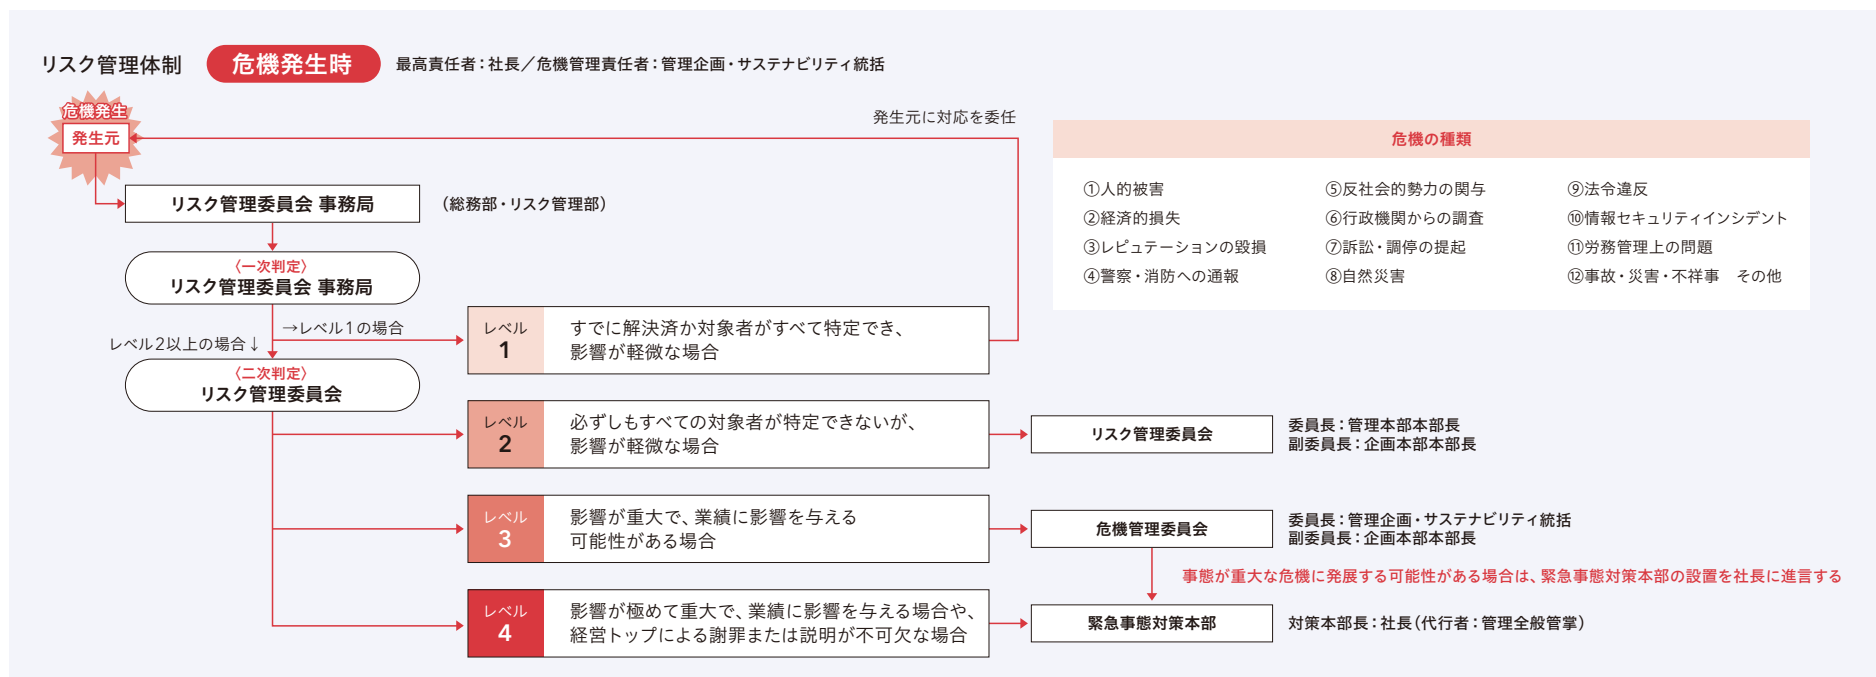 リスク管理体制
危機発生時
最高責任者：社長／危機管理責任者：管理企画・サステナビリティ統括
危機発生
発生元
発生元に対応を委任
リスク管理委員会 事務局
（総務部・リスク管理部）
〈一次判定〉
リスク管理委員会 事務局
→レベル1の場合
レベル2以上の場合↓
〈二次判定〉
リスク管理委員会
レベル
1
すでに解決済か対象者がすべて特定でき、
影響が軽微な場合
レベル
2
必ずしもすべての対象者が特定できないが、
影響が軽微な場合
リスク管理委員会
委員長：管理本部本部長
副委員長：企画本部本部長
レベル
3
影響が重大で、業績に影響を与える
可能性がある場合
危機管理委員会
委員長：管理企画・サステナビリティ統括
副委員長：企画本部本部長
事態が重大な危機に発展する可能性がある場合は、緊急事態対策本部の設置を社長に進言する
レベル
4
影響が極めて重大で、業績に影響を与える場合や、
経営トップによる謝罪または説明が不可欠な場合
緊急事態対策本部
対策本部長：社長（代行者：管理全般管掌）
危機の種類
①人的被害
②経済的損失
③レピュテーションの毀損
④警察・消防への通報
⑤反社会的勢力の関与
⑥行政機関からの調査
⑦訴訟・調停の提起
⑧自然災害
⑨法令違反
⑩情報セキュリティインシデント
⑪労務管理上の問題
⑫事故・災害・不祥事　その他